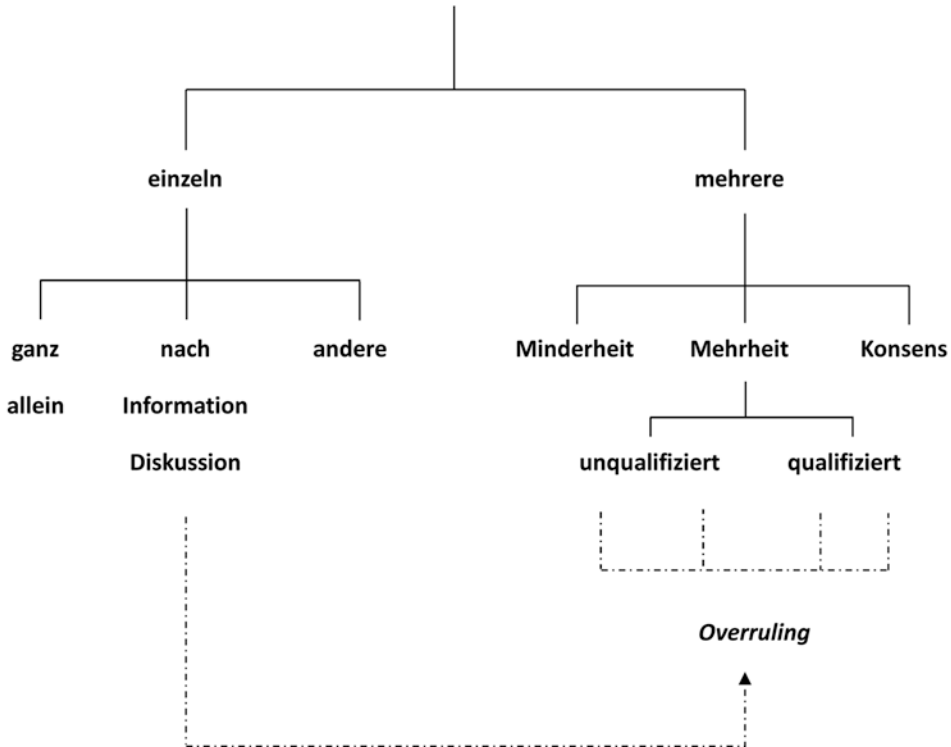 einzeln
mehrere
ganz
allein
nach
Information
Diskussion
andere
Minderheit
Mehrheit
Konsens
unqualifiziert
qualifiziert
Overruling